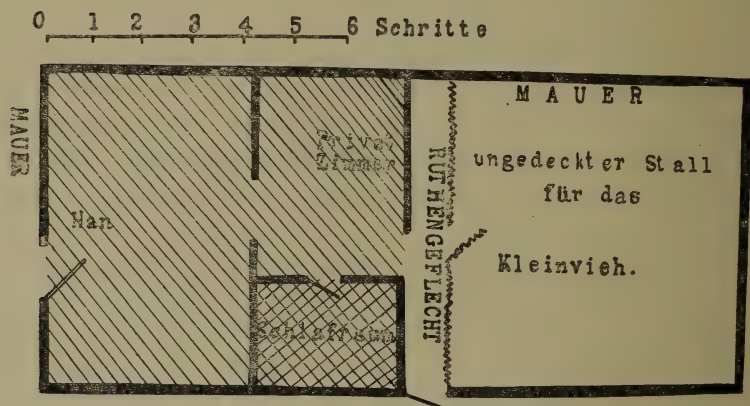 0 1 2 3 4 5 6 Schritte
MAUER
MAUER
Privat
Zimmer
ungedeckter Stall
für das
Kleinvieh.
RUTHENGEFLECHT
Han
Schlafraum